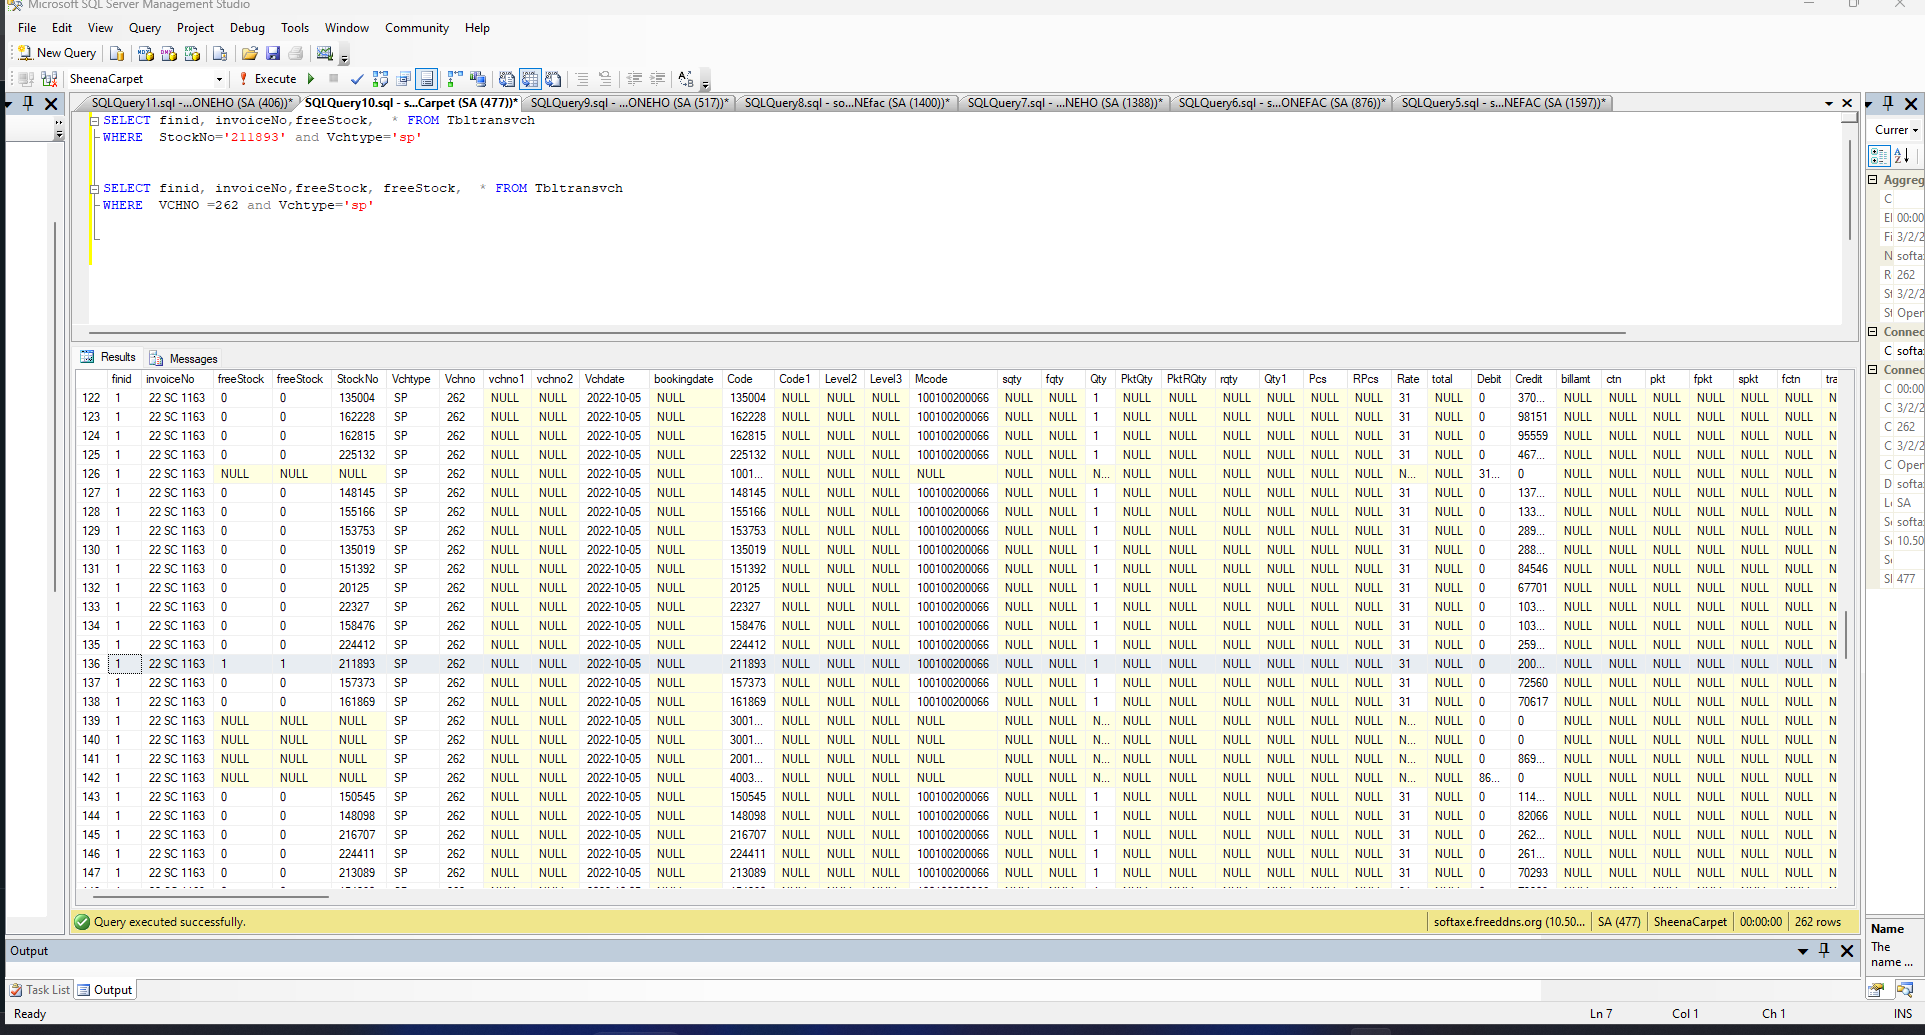 Microsoft SQL Server Management Studio
File Edit View Query Project Debug Tools Window Community Help
New Query
SheenaCarpet Execute
SQLQuery11.sql -...ONEHO (SA (406))* SQLQuery10.sql - s...Carpet (SA (477))* SQLQuery9.sql - ...ONEHO (SA (517))* SQLQuery8.sql - so...NEfac (SA (1400))* SQLQuery7.sql - ...NEHO (SA (1388))* SQLQuery6.sql - s...ONEFAC (SA (876))* SQLQuery5.sql - s...NEFAC (SA (1597))*
SELECT finid, invoiceNo,freeStock, * FROM Tbltransvch
WHERE StockNo='211893' and Vchtype='sp'
SELECT finid, invoiceNo,freeStock, freeStock, * FROM Tbltransvch
WHERE VCHNO =262 and Vchtype='sp'
Results Messages
finid invoiceNo freeStock freeStock StockNo Vchtype Vchno vchno1 vchno2 Vchdate bookingdate Code Code1 Level2 Level3 Mcode sqty fqty Qty PktQty PktRQty rqty Qty1 Pcs RPcs Rate total Debit Credit billamt ctn pkt fpkt spkt fctn tra
122 1 22 SC 1163 0 0 135004 SP 262 NULL NULL 2022-10-05 NULL 135004 NULL NULL NULL 100100200066 NULL NULL 1 NULL NULL NULL NULL NULL NULL 31 NULL 0 370... NULL NULL NULL NULL NULL NULL N
123 1 22 SC 1163 0 0 162228 SP 262 NULL NULL 2022-10-05 NULL 162228 NULL NULL NULL 100100200066 NULL NULL 1 NULL NULL NULL NULL NULL NULL 31 NULL 0 98151 NULL NULL NULL NULL NULL NULL N
124 1 22 SC 1163 0 0 162815 SP 262 NULL NULL 2022-10-05 NULL 162815 NULL NULL NULL 100100200066 NULL NULL 1 NULL NULL NULL NULL NULL NULL 31 NULL 0 95559 NULL NULL NULL NULL NULL NULL N
125 1 22 SC 1163 0 0 225132 SP 262 NULL NULL 2022-10-05 NULL 225132 NULL NULL NULL 100100200066 NULL NULL 1 NULL NULL NULL NULL NULL NULL 31 NULL 0 467... NULL NULL NULL NULL NULL NULL N
126 1 22 SC 1163 NULL NULL NULL SP 262 NULL NULL 2022-10-05 NULL 1001... NULL NULL NULL NULL NULL NULL N... NULL NULL NULL NULL NULL NULL N... NULL 31... 0 NULL NULL NULL NULL NULL NULL N
127 1 22 SC 1163 0 0 148145 SP 262 NULL NULL 2022-10-05 NULL 148145 NULL NULL NULL 100100200066 NULL NULL 1 NULL NULL NULL NULL NULL NULL 31 NULL 0 137... NULL NULL NULL NULL NULL NULL N
128 1 22 SC 1163 0 0 155166 SP 262 NULL NULL 2022-10-05 NULL 155166 NULL NULL NULL 100100200066 NULL NULL 1 NULL NULL NULL NULL NULL NULL 31 NULL 0 133... NULL NULL NULL NULL NULL NULL N
129 1 22 SC 1163 0 0 153753 SP 262 NULL NULL 2022-10-05 NULL 153753 NULL NULL NULL 100100200066 NULL NULL 1 NULL NULL NULL NULL NULL NULL 31 NULL 0 289... NULL NULL NULL NULL NULL NULL N
130 1 22 SC 1163 0 0 135019 SP 262 NULL NULL 2022-10-05 NULL 135019 NULL NULL NULL 100100200066 NULL NULL 1 NULL NULL NULL NULL NULL NULL 31 NULL 0 288... NULL NULL NULL NULL NULL NULL N
131 1 22 SC 1163 0 0 151392 SP 262 NULL NULL 2022-10-05 NULL 151392 NULL NULL NULL 100100200066 NULL NULL 1 NULL NULL NULL NULL NULL NULL 31 NULL 0 84546 NULL NULL NULL NULL NULL NULL N
132 1 22 SC 1163 0 0 20125 SP 262 NULL NULL 2022-10-05 NULL 20125 NULL NULL NULL 100100200066 NULL NULL 1 NULL NULL NULL NULL NULL NULL 31 NULL 0 67701 NULL NULL NULL NULL NULL NULL N
133 1 22 SC 1163 0 0 22327 SP 262 NULL NULL 2022-10-05 NULL 22327 NULL NULL NULL 100100200066 NULL NULL 1 NULL NULL NULL NULL NULL NULL 31 NULL 0 103... NULL NULL NULL NULL NULL NULL N
134 1 22 SC 1163 0 0 158476 SP 262 NULL NULL 2022-10-05 NULL 158476 NULL NULL NULL 100100200066 NULL NULL 1 NULL NULL NULL NULL NULL NULL 31 NULL 0 103... NULL NULL NULL NULL NULL NULL N
135 1 22 SC 1163 0 0 224412 SP 262 NULL NULL 2022-10-05 NULL 224412 NULL NULL NULL 100100200066 NULL NULL 1 NULL NULL NULL NULL NULL NULL 31 NULL 0 259... NULL NULL NULL NULL NULL NULL N
136 1 22 SC 1163 1 1 211893 SP 262 NULL NULL 2022-10-05 NULL 211893 NULL NULL NULL 100100200066 NULL NULL 1 NULL NULL NULL NULL NULL NULL 31 NULL 0 200... NULL NULL NULL NULL NULL NULL N
137 1 22 SC 1163 0 0 157373 SP 262 NULL NULL 2022-10-05 NULL 157373 NULL NULL NULL 100100200066 NULL NULL 1 NULL NULL NULL NULL NULL NULL 31 NULL 0 72560 NULL NULL NULL NULL NULL NULL N
138 1 22 SC 1163 0 0 161869 SP 262 NULL NULL 2022-10-05 NULL 161869 NULL NULL NULL 100100200066 NULL NULL 1 NULL NULL NULL NULL NULL NULL 31 NULL 0 70617 NULL NULL NULL NULL NULL NULL N
139 1 22 SC 1163 NULL NULL NULL SP 262 NULL NULL 2022-10-05 NULL 3001... NULL NULL NULL NULL NULL NULL N... NULL NULL NULL NULL NULL NULL N... NULL 0 0 NULL NULL NULL NULL NULL NULL N
140 1 22 SC 1163 NULL NULL NULL SP 262 NULL NULL 2022-10-05 NULL 3001... NULL NULL NULL NULL NULL NULL N... NULL NULL NULL NULL NULL NULL N... NULL 0 0 NULL NULL NULL NULL NULL NULL N
141 1 22 SC 1163 NULL NULL NULL SP 262 NULL NULL 2022-10-05 NULL 2001... NULL NULL NULL NULL NULL NULL N... NULL NULL NULL NULL NULL NULL N... NULL 0 869... NULL NULL NULL NULL NULL NULL N
142 1 22 SC 1163 NULL NULL NULL SP 262 NULL NULL 2022-10-05 NULL 4003... NULL NULL NULL NULL NULL NULL N... NULL NULL NULL NULL NULL NULL N... NULL 86... 0 NULL NULL NULL NULL NULL NULL N
143 1 22 SC 1163 0 0 150545 SP 262 NULL NULL 2022-10-05 NULL 150545 NULL NULL NULL 100100200066 NULL NULL 1 NULL NULL NULL NULL NULL NULL 31 NULL 0 114... NULL NULL NULL NULL NULL NULL N
144 1 22 SC 1163 0 0 148098 SP 262 NULL NULL 2022-10-05 NULL 148098 NULL NULL NULL 100100200066 NULL NULL 1 NULL NULL NULL NULL NULL NULL 31 NULL 0 82066 NULL NULL NULL NULL NULL NULL N
145 1 22 SC 1163 0 0 216707 SP 262 NULL NULL 2022-10-05 NULL 216707 NULL NULL NULL 100100200066 NULL NULL 1 NULL NULL NULL NULL NULL NULL 31 NULL 0 262... NULL NULL NULL NULL NULL NULL N
146 1 22 SC 1163 0 0 224411 SP 262 NULL NULL 2022-10-05 NULL 224411 NULL NULL NULL 100100200066 NULL NULL 1 NULL NULL NULL NULL NULL NULL 31 NULL 0 261... NULL NULL NULL NULL NULL NULL N
147 1 22 SC 1163 0 0 213089 SP 262 NULL NULL 2022-10-05 NULL 213089 NULL NULL NULL 100100200066 NULL NULL 1 NULL NULL NULL NULL NULL NULL 31 NULL 0 70293 NULL NULL NULL NULL NULL NULL N
Query executed successfully. softaxe.freeddns.org (10.50... SA (477) SheenaCarpet 00:00:00 262 rows
Output
Task List Output
Ready Ln 7 Col 1 Ch 1 INS
Currer
Aggreg
C
El 00:00
Fi 3/2/2
N softa
R 262
St 3/2/2
St Open
Connec
C softa
Connec
C 00:00
C 3/2/2
C 262
C 3/2/2
C Open
D softa
Lo SA
Se softa
Se 10.50
Se
SI 477
Name
The
name ...